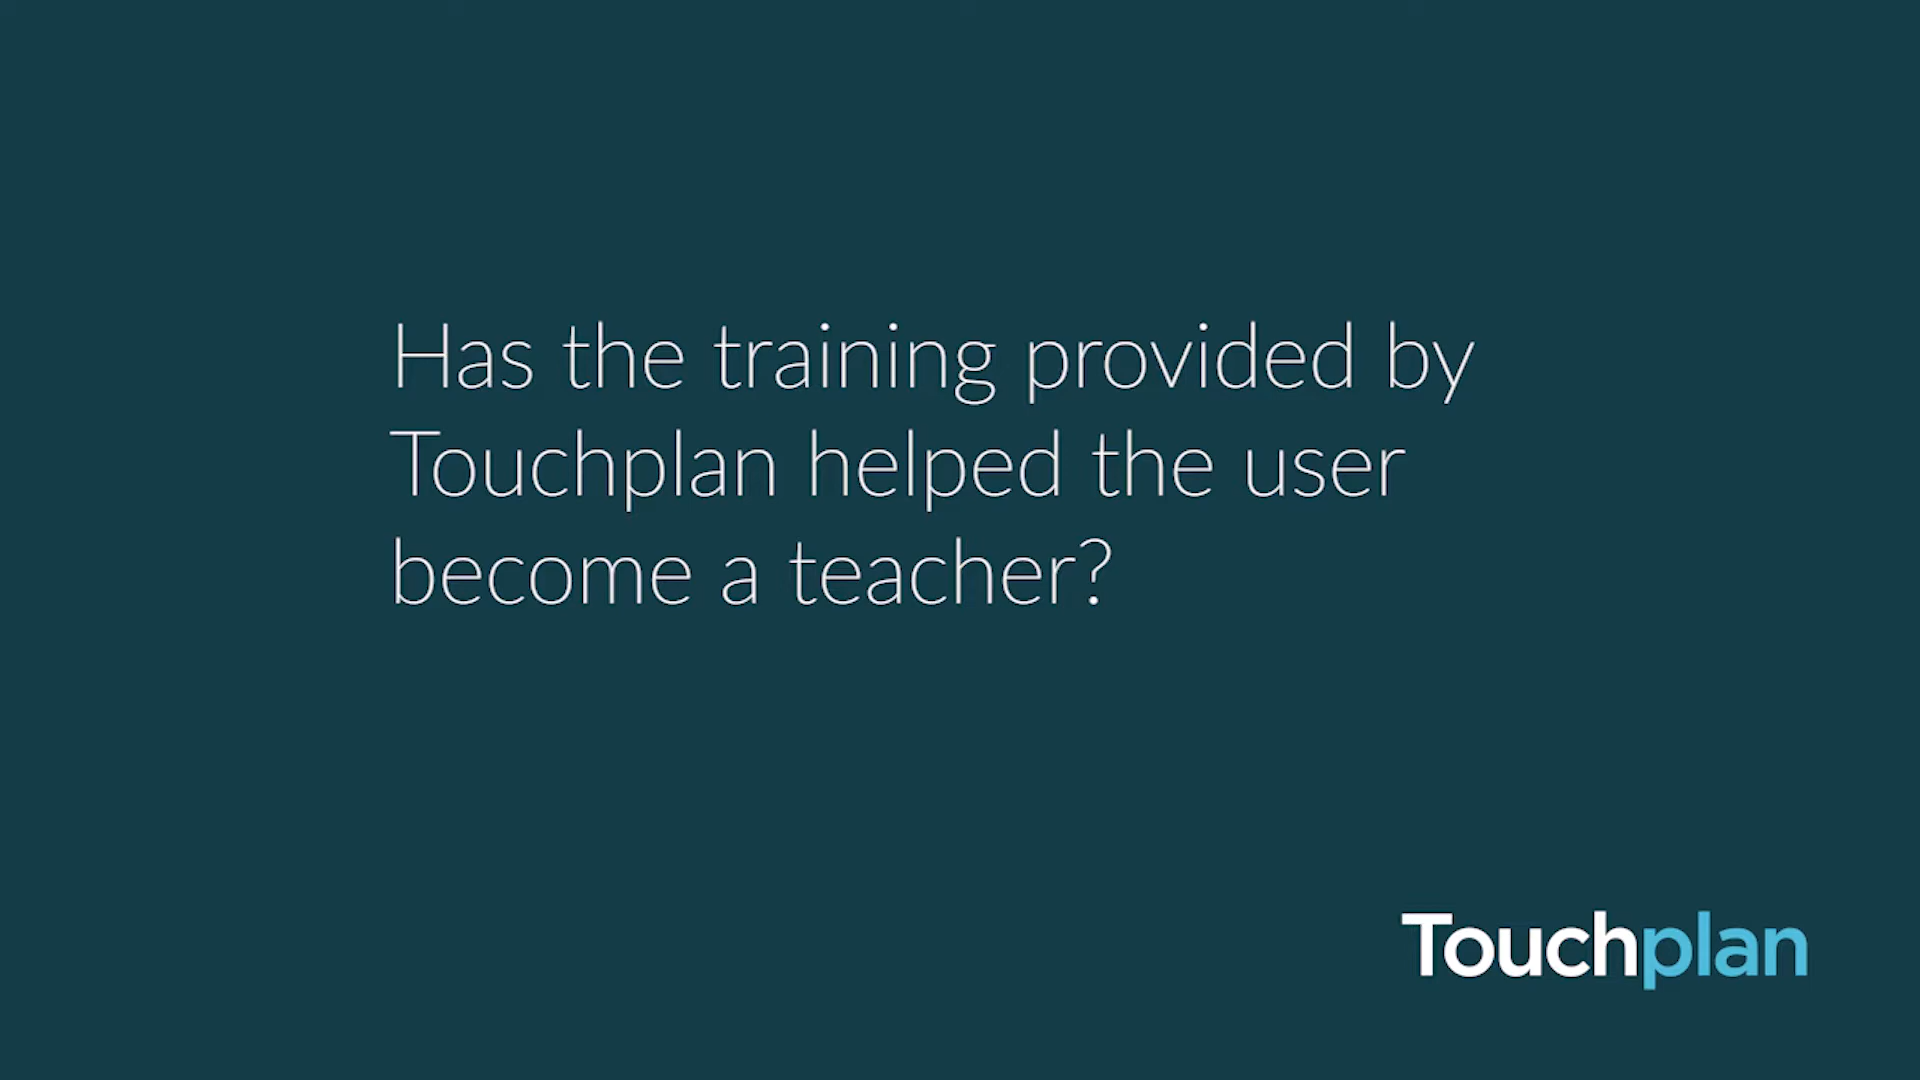 Has the training provided by
Touchplan helped the user
become a teacher?
Touchplan